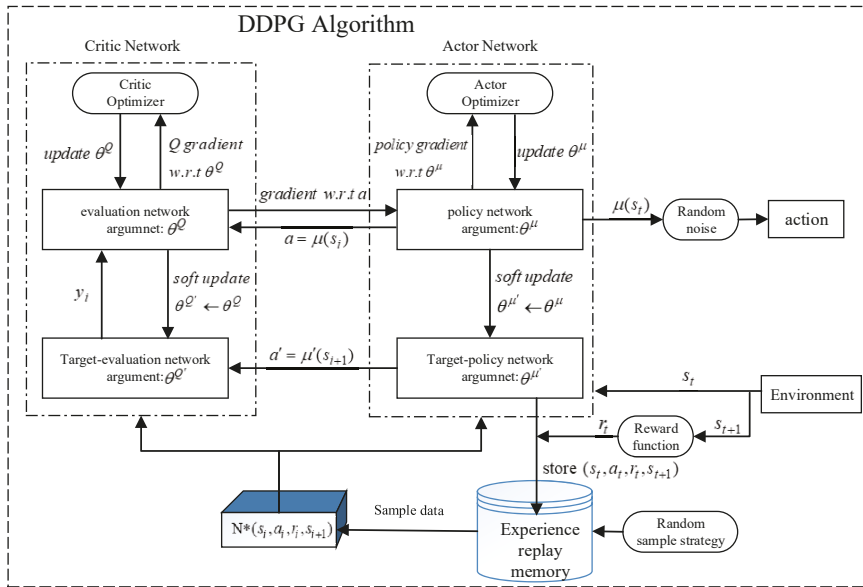 DDPG Algorithm
Critic Network
Actor Network
Critic
Optimizer
Actor
Optimizer
update θ^Q
Q gradient
w.r.t θ^Q
policy gradient
w.r.t θ^μ
update θ^μ
gradient w.r.t a
evaluation network
argumnet: θ^Q
a = μ(s_i)
policy network
argument: θ^μ
μ(s_t)
Random
noise
action
y_i
soft update
θ^Q' ← θ^Q
soft update
θ^μ' ← θ^μ
Target-evaluation network
argument: θ^Q'
a' = μ'(s_{i+1})
Target-policy network
argumnet: θ^μ'
s_t
Environment
r_t
Reward
function
s_{t+1}
store (s_t, a_t, r_t, s_{t+1})
N*(s_i, a_i, r_i, s_{i+1})
Sample data
Experience
replay
memory
Random
sample strategy